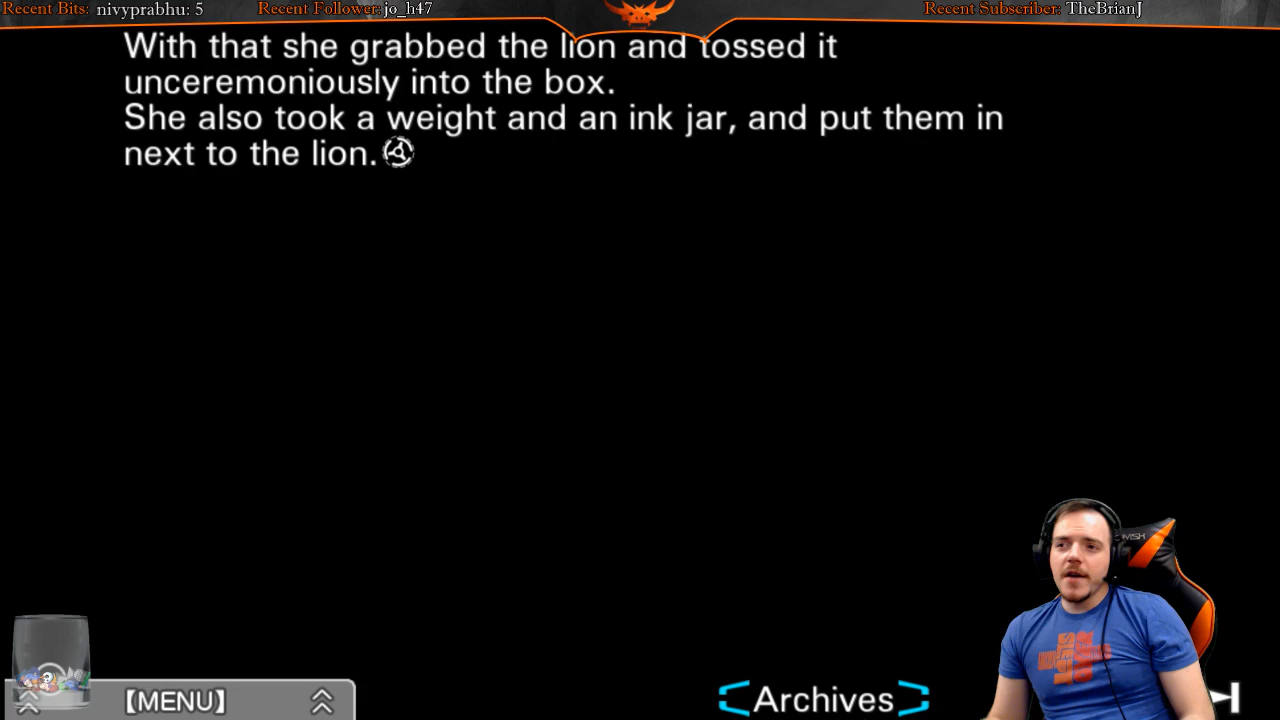 Recent Bits: nivyprabhu: 5 Recent Follower: jo_h47 Recent Subscriber: TheBrianJ
With that she grabbed the lion and tossed it
unceremoniously into the box.
She also took a weight and an ink jar, and put them in
next to the lion.
【MENU】 Archives